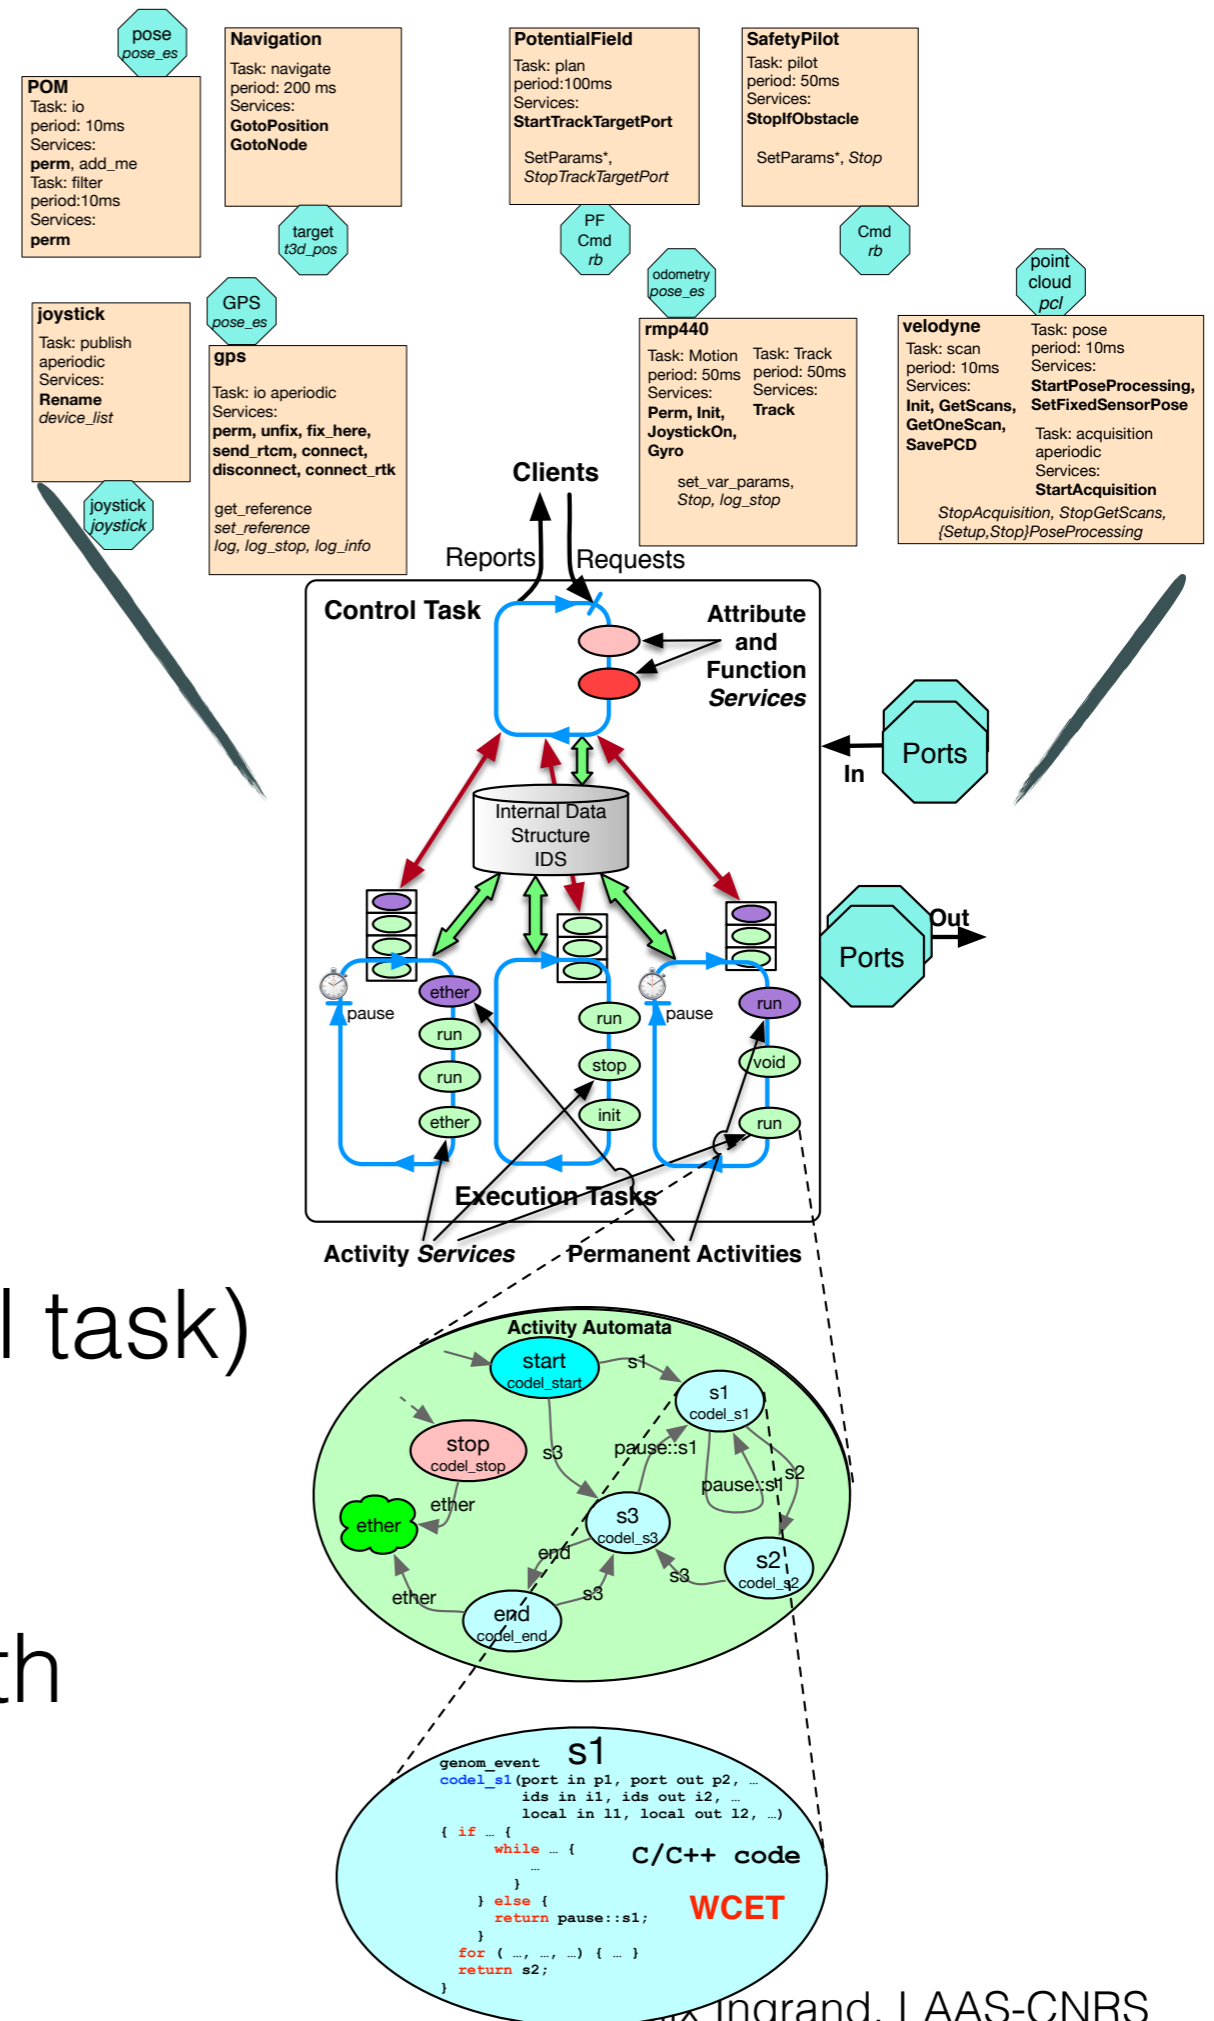 pose
pose_es
POM
Task: io
period: 10ms
Services:
perm, add_me
Task: filter
period:10ms
Services:
perm
Navigation
Task: navigate
period: 200 ms
Services:
GotoPosition
GotoNode
target
t3d_pos
PotentialField
Task: plan
period:100ms
Services:
StartTrackTargetPort
SetParams*,
StopTrackTargetPort
PF
Cmd
rb
SafetyPilot
Task: pilot
period: 50ms
Services:
StopIfObstacle
SetParams*, Stop
Cmd
rb
joystick
Task: publish
aperiodic
Services:
Rename
device_list
joystick
joystick
GPS
pose_es
gps
Task: io aperiodic
Services:
perm, unfix, fix_here,
send_rtcm, connect,
disconnect, connect_rtk
get_reference
set_reference
log, log_stop, log_info
odometry
pose_es
rmp440
Task: Motion
period: 50ms
Services:
Perm, Init,
JoystickOn,
Gyro
Task: Track
period: 50ms
Services:
Track
set_var_params,
Stop, log_stop
point
cloud
pcl
velodyne
Task: scan
period: 10ms
Services:
Init, GetScans,
GetOneScan,
SavePCD
Task: pose
period: 10ms
Services:
StartPoseProcessing,
SetFixedSensorPose
Task: acquisition
aperiodic
Services:
StartAcquisition
StopAcquisition, StopGetScans,
{Setup,Stop}PoseProcessing
Clients
Reports
Requests
Control Task
Attribute
and
Function
Services
In
Ports
Internal Data
Structure
IDS
Out
Ports
pause
ether
run
run
ether
run
stop
init
pause
run
void
run
Execution Tasks
Activity Services
Permanent Activities
l task)
Activity Automata
start
codel_start
s1
s1
codel_s1
stop
codel_stop
s3
pause::s1
pause::s1
s2
ether
ether
s3
codel_s3
end
s2
codel_s2
s3
ether
s3
end
codel_end
th
s1
genom_event
codel_s1(port in p1, port out p2, …
ids in i1, ids out i2, …
local in l1, local out l2, …)
{ if … {
while … {
…
}
} else {
return pause::s1;
}
for ( …, …, …) { … }
return s2;
}
C/C++ code
WCET
ix Ingrand, LAAS-CNRS